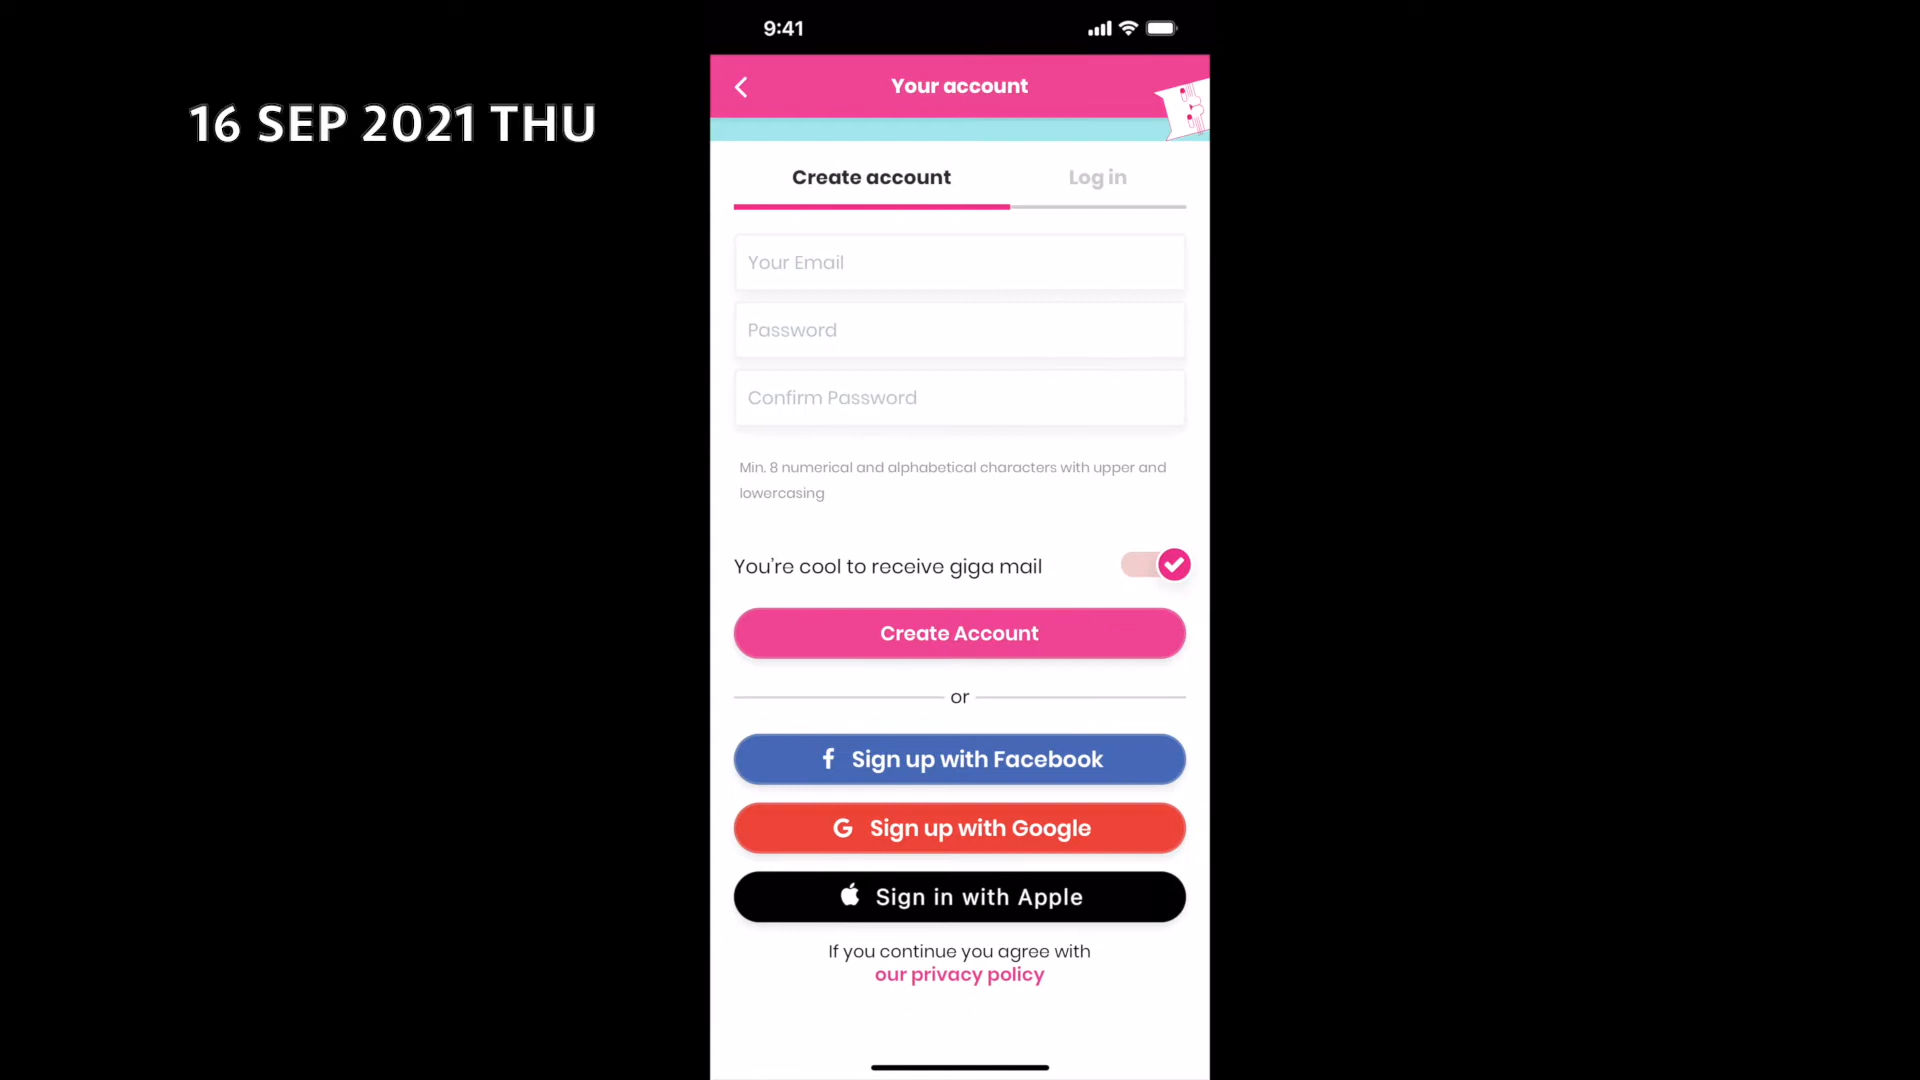 9:41
16 SEP 2021 THU
Your account
Create account
Log in
Your Email
Password
Confirm Password
Min. 8 numerical and alphabetical characters with upper and
lowercasing
You're cool to receive giga mail
Create Account
or
Sign up with Facebook
Sign up with Google
Sign in with Apple
If you continue you agree with
our privacy policy